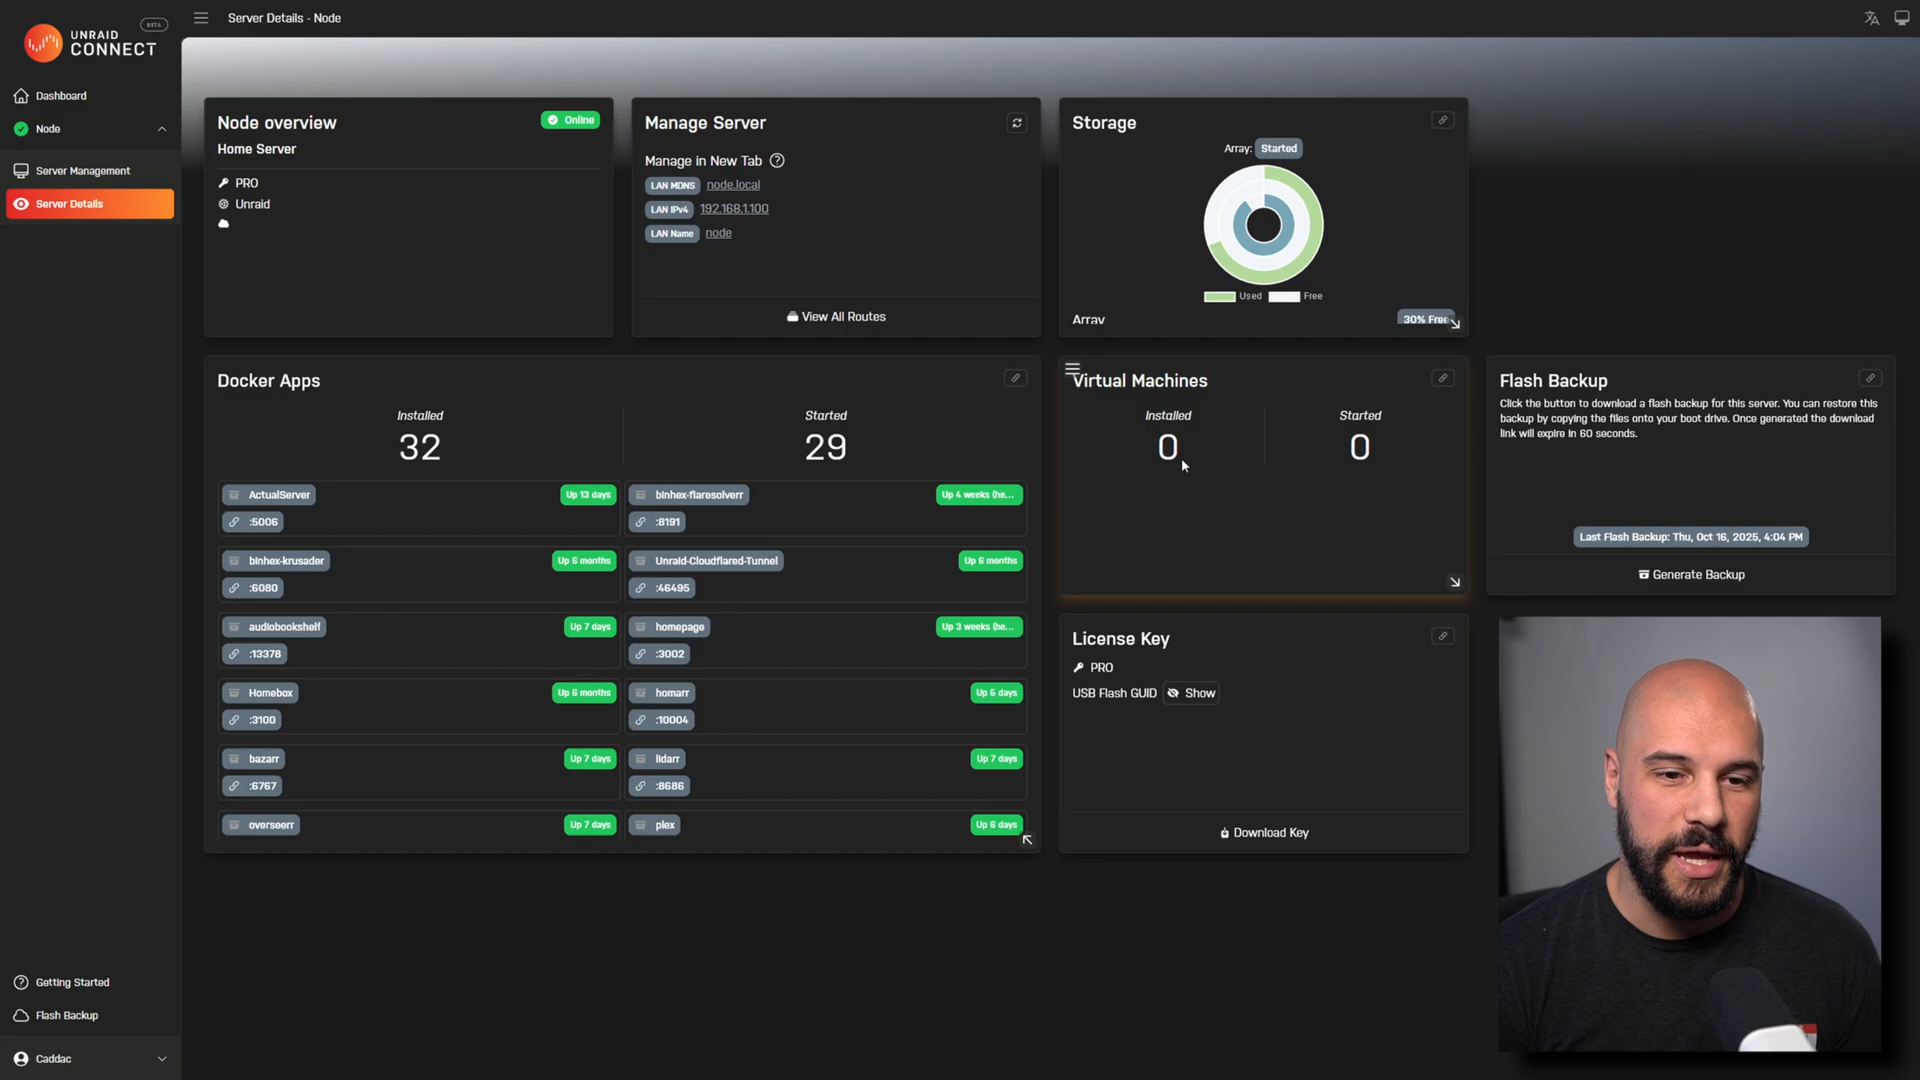 UNRAID
CONNECT
BETA
Server Details - Node
Dashboard
Node
Server Management
Server Details
Getting Started
Flash Backup
Caddac
Node overview
Online
Home Server
PRO
Unraid
Manage Server
Manage in New Tab
LAN MDNS node.local
LAN IPv4 192.168.1.100
LAN Name node
View All Routes
Storage
Array: Started
Used Free
Array 30% Free
Docker Apps
Installed Started
32 29
ActualServer Up 13 days
:5006
binhex-flaresolverr Up 4 weeks (he...
:8191
binhex-krusader Up 6 months
:6080
Unraid-Cloudflared-Tunnel Up 6 months
:46495
audiobookshelf Up 7 days
:13378
homepage Up 3 weeks (he...
:3002
Homebox Up 6 months
:3100
homarr Up 6 days
:10004
bazarr Up 7 days
:6767
lidarr Up 7 days
:8686
overseerr Up 7 days
plex Up 6 days
Virtual Machines
Installed Started
0 0
Flash Backup
Click the button to download a flash backup for this server. You can restore this
backup by copying the files onto your boot drive. Once generated the download
link will expire in 60 seconds.
Last Flash Backup: Thu, Oct 16, 2025, 4:04 PM
Generate Backup
License Key
PRO
USB Flash GUID Show
Download Key